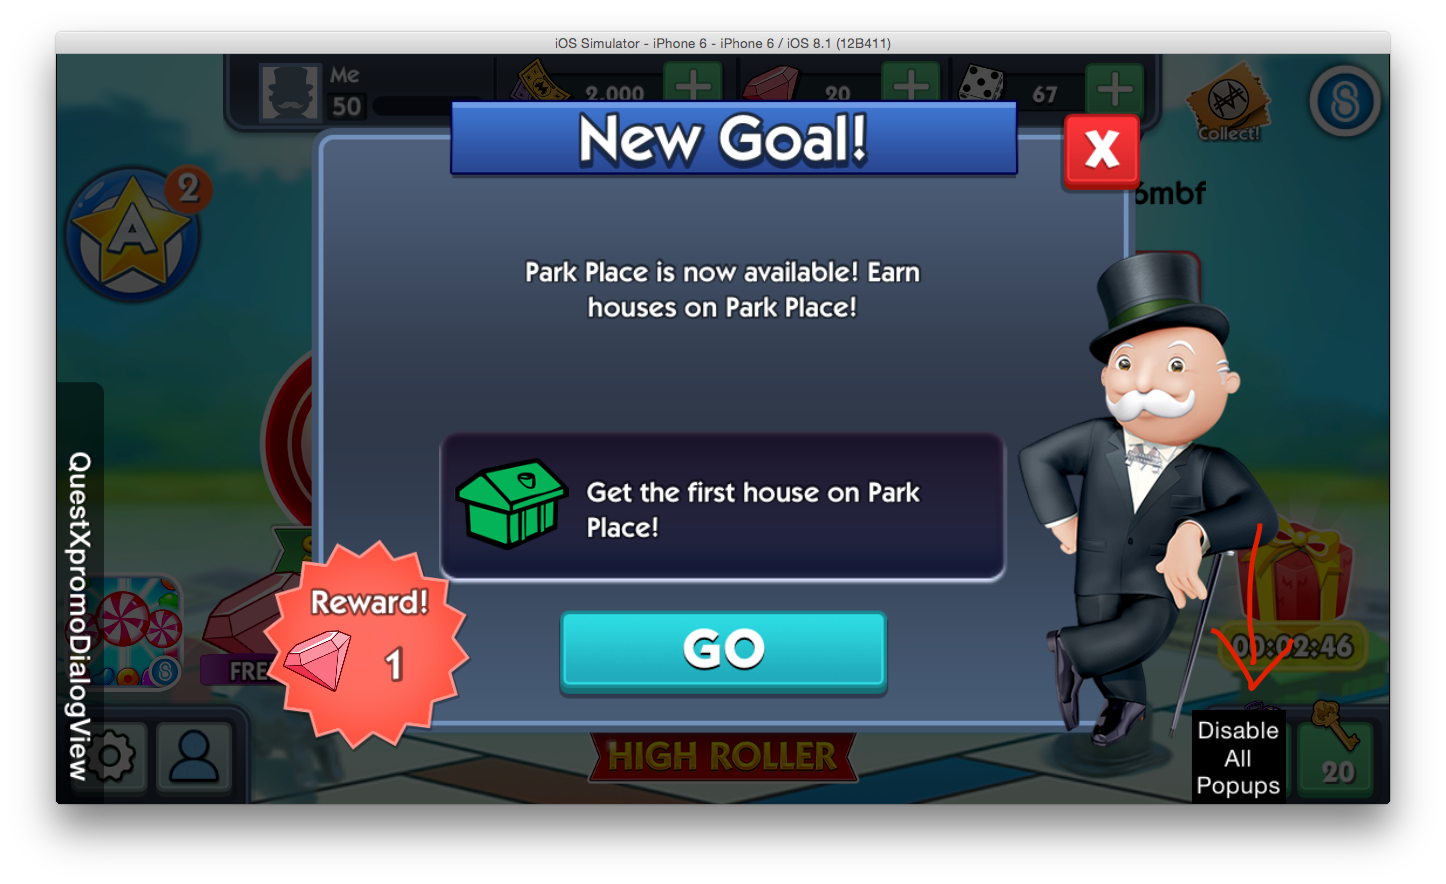 iOS Simulator - iPhone 6 - iPhone 6 / iOS 8.1 (12B411)
Me
50
2,000
20
67
Collect!
New Goal!
X
6mbf
2
A
Park Place is now available! Earn
houses on Park Place!
Get the first house on Park
Place!
Reward!
1
GO
FREE
00:02:46
QuestXpromoDialogView
HIGH ROLLER
Disable
All
Popups
20